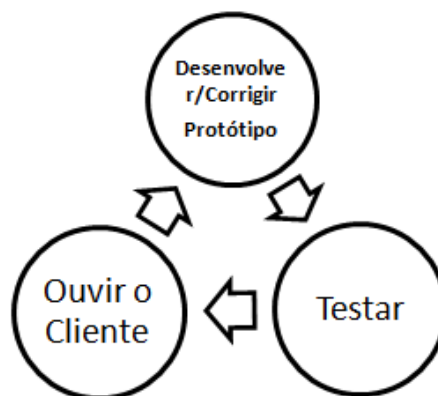 Desenvolve
r/Corrigir
Protótipo
Ouvir o
Cliente
Testar